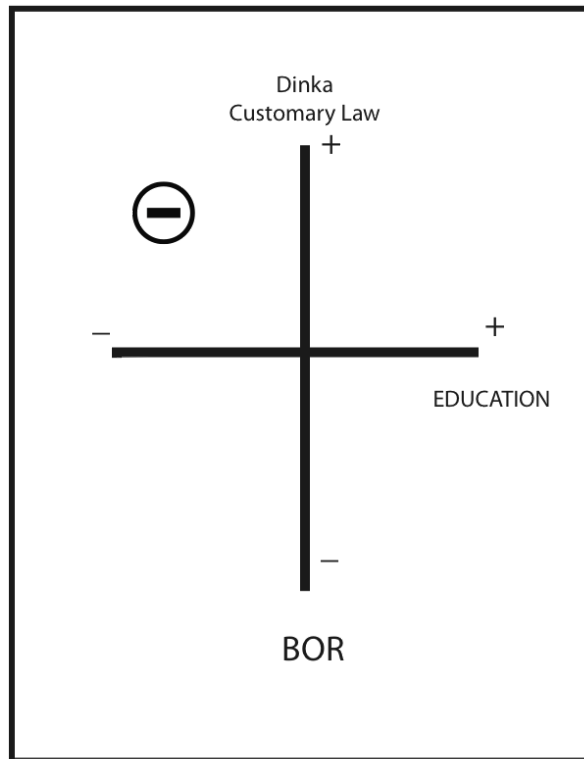 Dinka
Customary Law
+
–
– +
EDUCATION
–
BOR